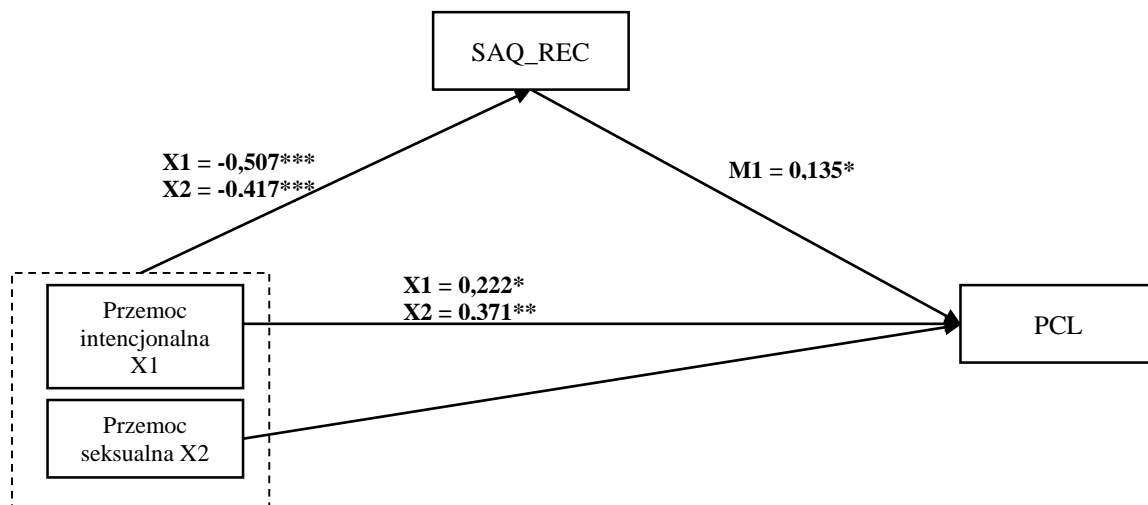 SAQ_REC
X1 = -0,507***
X2 = -0,417***
M1 = 0,135*
X1 = 0,222*
X2 = 0,371**
Przemoc
intencjonalna
X1
PCL
Przemoc
seksualna X2